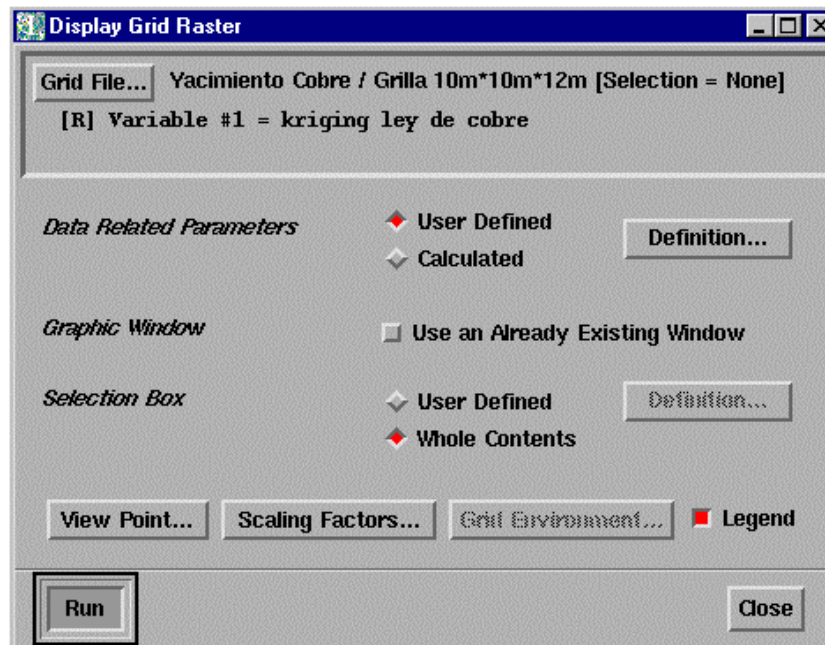 Display Grid Raster
Grid File... Yacimiento Cobre / Grilla 10m*10m*12m [Selection = None]
[R] Variable #1 = kriging ley de cobre
Data Related Parameters
User Defined
Definition...
Calculated
Graphic Window
Use an Already Existing Window
Selection Box
User Defined
Definition...
Whole Contents
View Point... Scaling Factors... Grid Environment... Legend
Run Close